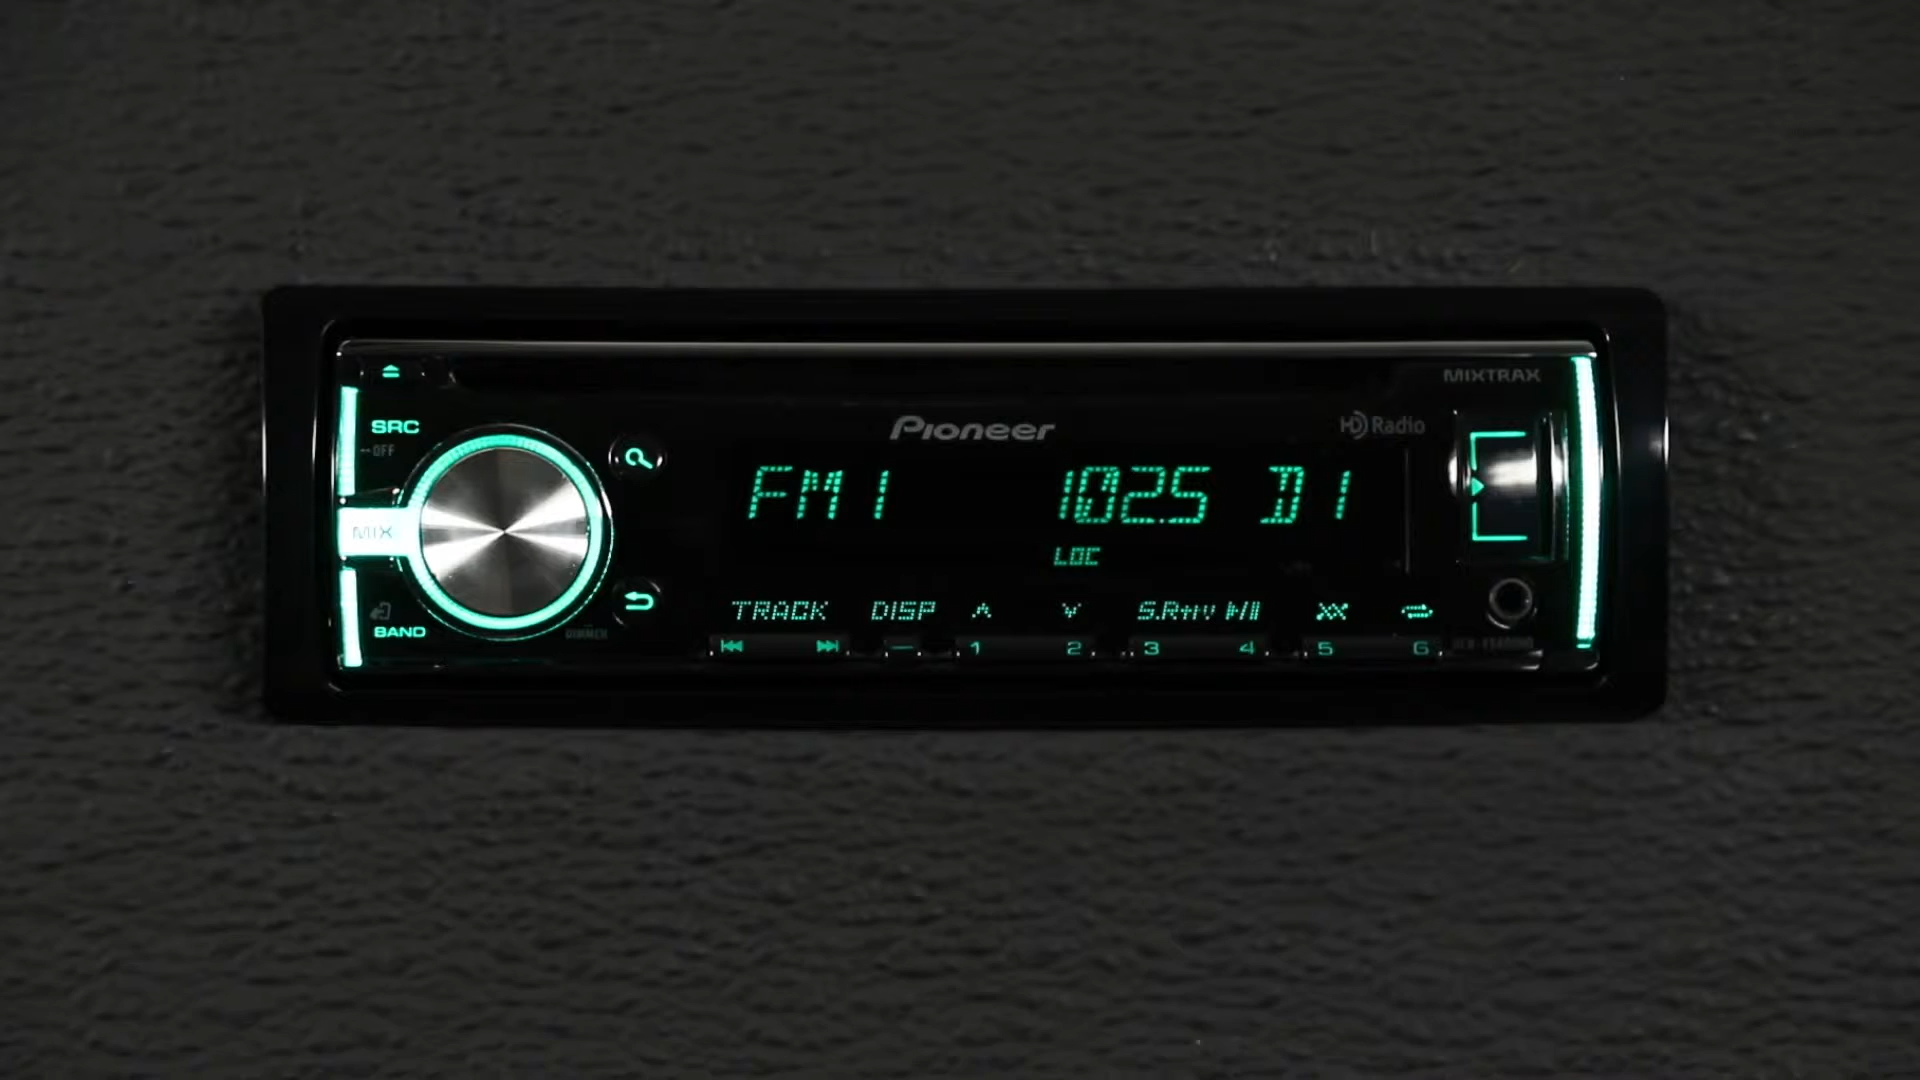 MIXTRAX
SRC
Pioneer
HD Radio
OFF
FM1 102.5 D1
MIX
LOC
TRACK DISP S.Rtrv
BAND
DIMMER
1 2 3 4 5 6